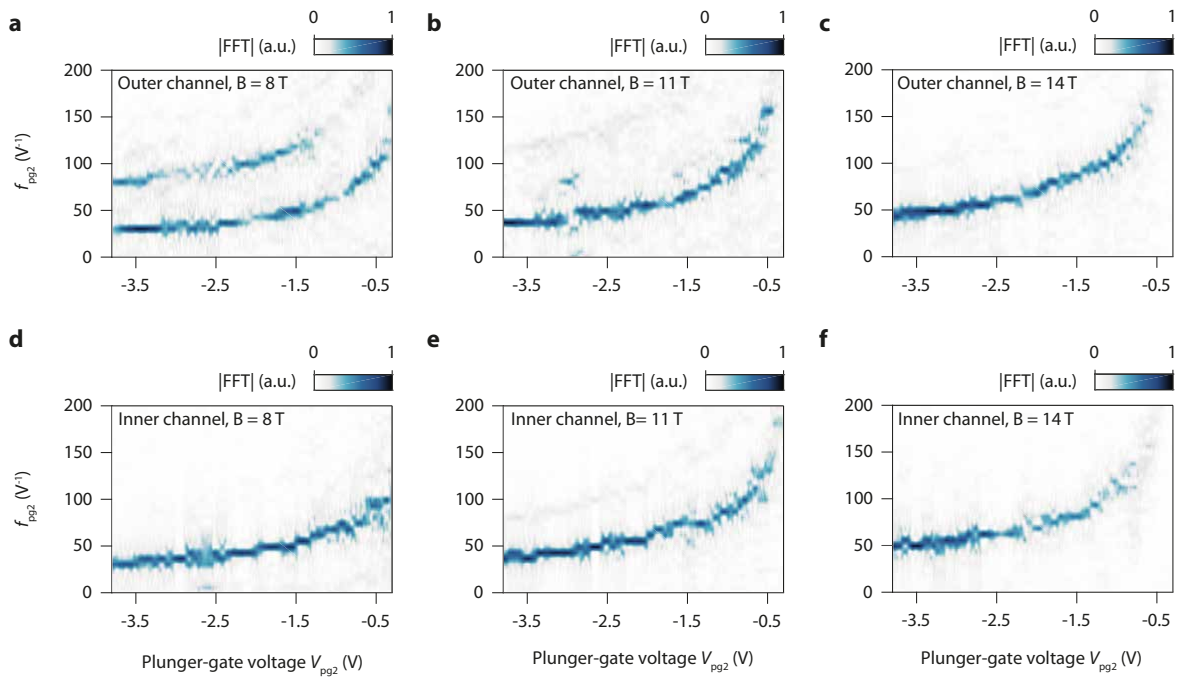 a
0 1
|FFT| (a.u.)
Outer channel, B = 8 T
200
150
100
50
0
f_pg2 (V⁻¹)
-3.5 -2.5 -1.5 -0.5
b
0 1
|FFT| (a.u.)
Outer channel, B = 11 T
200
150
100
50
0
-3.5 -2.5 -1.5 -0.5
c
0 1
|FFT| (a.u.)
Outer channel, B = 14 T
200
150
100
50
0
-3.5 -2.5 -1.5 -0.5
d
0 1
|FFT| (a.u.)
Inner channel, B = 8 T
200
150
100
50
0
f_pg2 (V⁻¹)
-3.5 -2.5 -1.5 -0.5
Plunger-gate voltage V_pg2 (V)
e
0 1
|FFT| (a.u.)
Inner channel, B= 11 T
200
150
100
50
0
-3.5 -2.5 -1.5 -0.5
Plunger-gate voltage V_pg2 (V)
f
0 1
|FFT| (a.u.)
Inner channel, B = 14 T
200
150
100
50
0
-3.5 -2.5 -1.5 -0.5
Plunger-gate voltage V_pg2 (V)